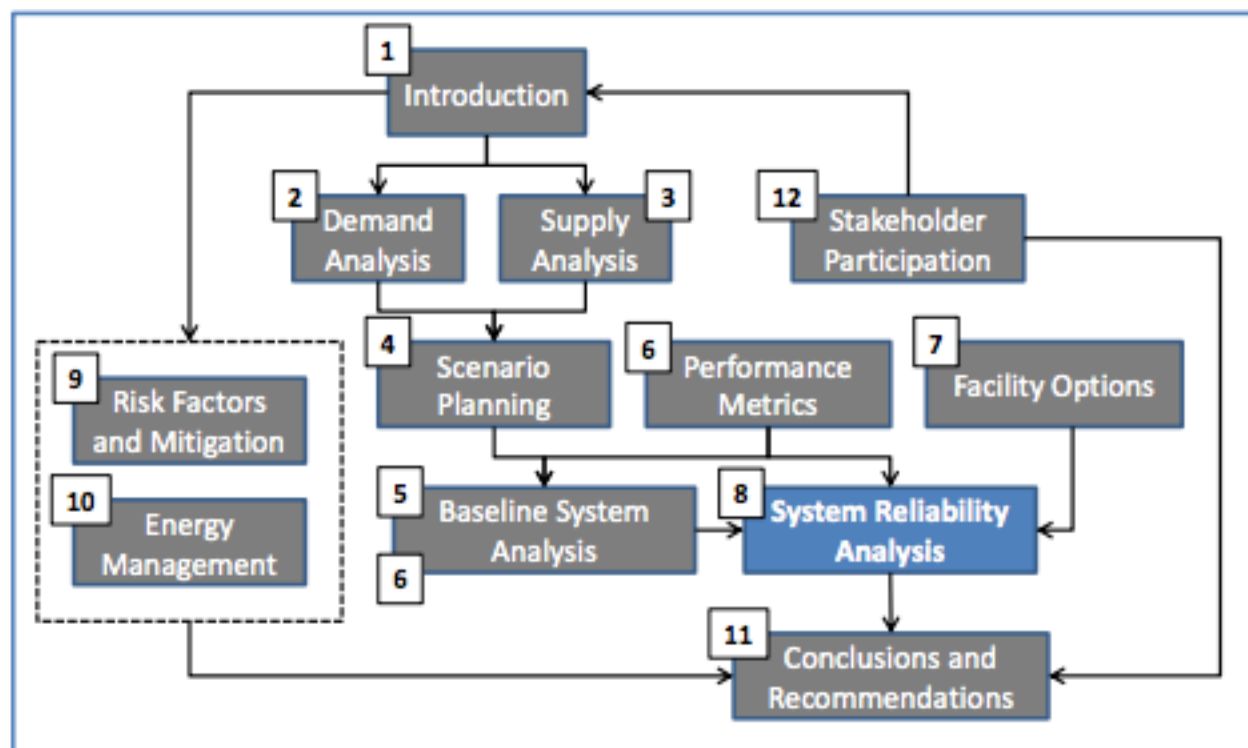 1
Introduction
2
Demand
Analysis
3
Supply
Analysis
12
Stakeholder
Participation
4
Scenario
Planning
6
Performance
Metrics
7
Facility Options
9
Risk Factors
and Mitigation
10
Energy
Management
5
Baseline System
Analysis
6
8
System Reliability
Analysis
11
Conclusions and
Recommendations